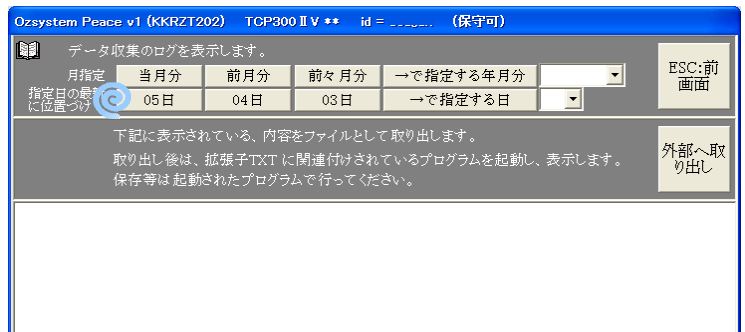 Ozsystem Peace v1 (KKRZT202) TCP300ⅡV ** id = (保守可)
データ収集のログを表示します。
月指定 当月分 前月分 前々月分 →で指定する年月分
指定日の最新
に位置づけ 05日 04日 03日 →で指定する日
ESC:前
画面
下記に表示されている、内容をファイルとして取り出します。
取り出し後は、拡張子TXTに関連付けされているプログラムを起動し、表示します。
保存等は起動されたプログラムで行ってください。
外部へ取
り出し